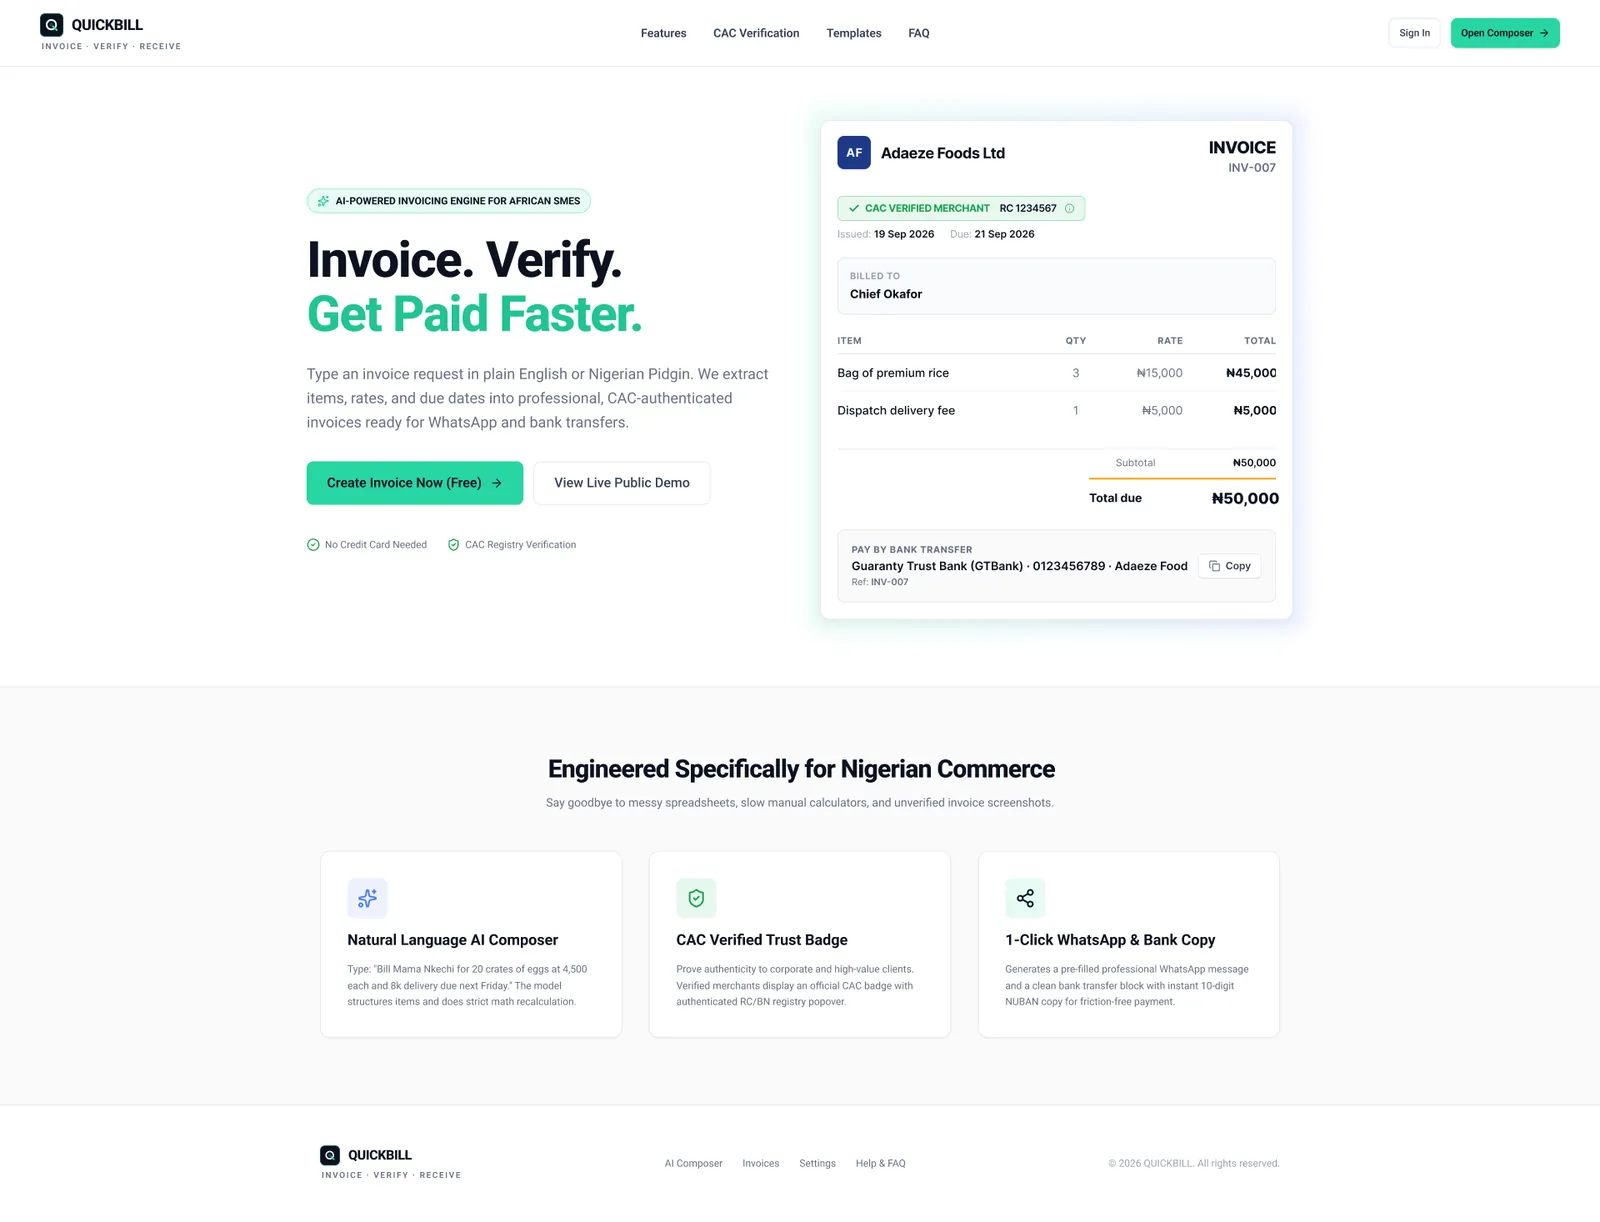 QUICKBILL
INVOICE · VERIFY · RECEIVE
Features
CAC Verification
Templates
FAQ
Sign In
Open Composer
AI-POWERED INVOICING ENGINE FOR AFRICAN SMES
Invoice. Verify.
Get Paid Faster.
Type an invoice request in plain English or Nigerian Pidgin. We extract
items, rates, and due dates into professional, CAC-authenticated
invoices ready for WhatsApp and bank transfers.
Create Invoice Now (Free)
View Live Public Demo
No Credit Card Needed
CAC Registry Verification
AF
Adaeze Foods Ltd
INVOICE
INV-007
CAC VERIFIED MERCHANT RC 1234567
Issued: 19 Sep 2026 Due: 21 Sep 2026
BILLED TO
Chief Okafor
ITEM QTY RATE TOTAL
Bag of premium rice 3 ₦15,000 ₦45,000
Dispatch delivery fee 1 ₦5,000 ₦5,000
Subtotal ₦50,000
Total due ₦50,000
PAY BY BANK TRANSFER
Guaranty Trust Bank (GTBank) · 0123456789 · Adaeze Food
Ref: INV-007
Copy
Engineered Specifically for Nigerian Commerce
Say goodbye to messy spreadsheets, slow manual calculators, and unverified invoice screenshots.
Natural Language AI Composer
Type: "Bill Mama Nkechi for 20 crates of eggs at 4,500
each and 8k delivery due next Friday." The model
structures items and does strict math recalculation.
CAC Verified Trust Badge
Prove authenticity to corporate and high-value clients.
Verified merchants display an official CAC badge with
authenticated RC/BN registry popover.
1-Click WhatsApp & Bank Copy
Generates a pre-filled professional WhatsApp message
and a clean bank transfer block with instant 10-digit
NUBAN copy for friction-free payment.
QUICKBILL
INVOICE · VERIFY · RECEIVE
AI Composer
Invoices
Settings
Help & FAQ
© 2026 QUICKBILL. All rights reserved.